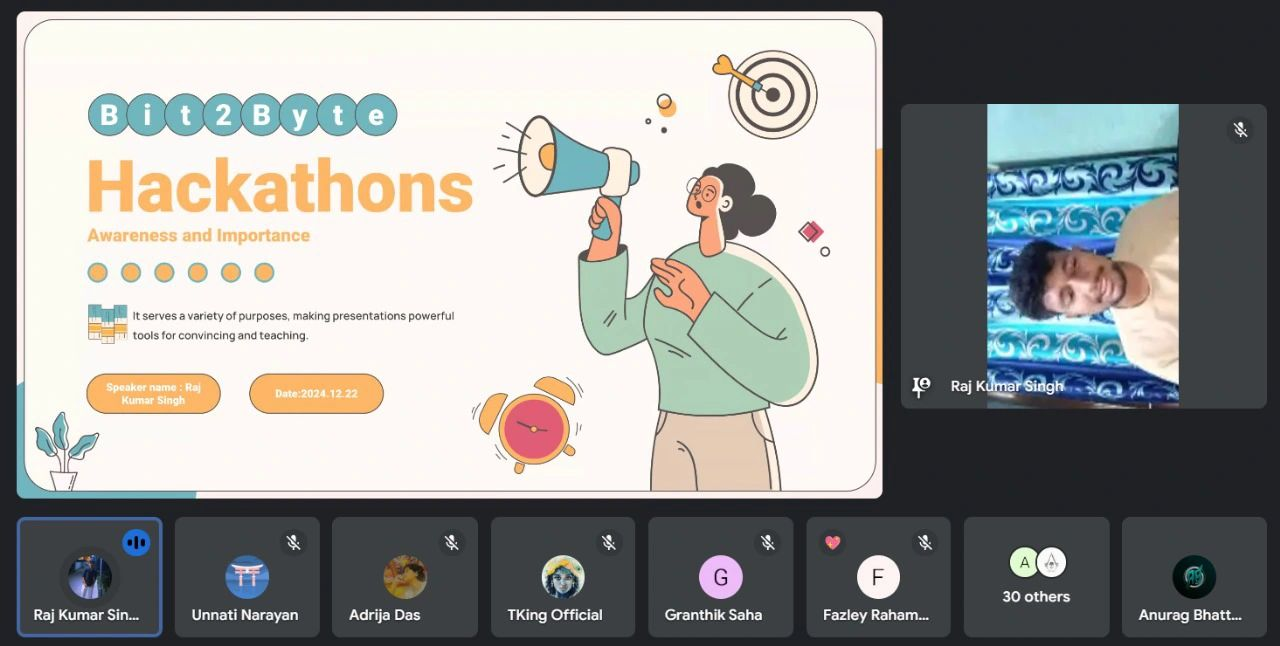 Bit2Byte
Hackathons
Awareness and Importance
It serves a variety of purposes, making presentations powerful
tools for convincing and teaching.
Speaker name : Raj
Kumar Singh
Date:2024.12.22
Raj Kumar Singh
Raj Kumar Sin...
Unnati Narayan
Adrija Das
TKing Official
G
Granthik Saha
F
Fazley Raham...
A
30 others
Anurag Bhatt...